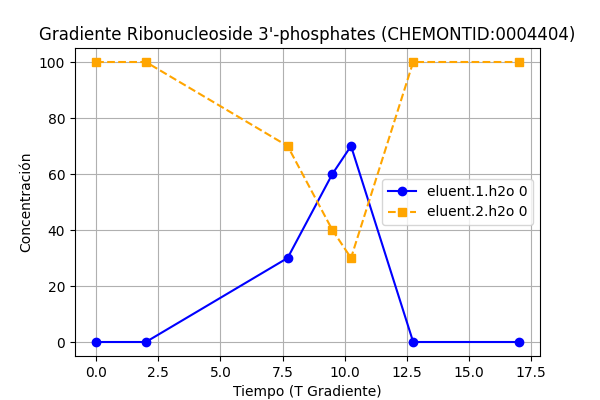 Gradiente Ribonucleoside 3'-phosphates (CHEMONTID:0004404)
100
80
60
40
20
0
Concentración
eluent.1.h2o 0
eluent.2.h2o 0
0.0 2.5 5.0 7.5 10.0 12.5 15.0 17.5
Tiempo (T Gradiente)